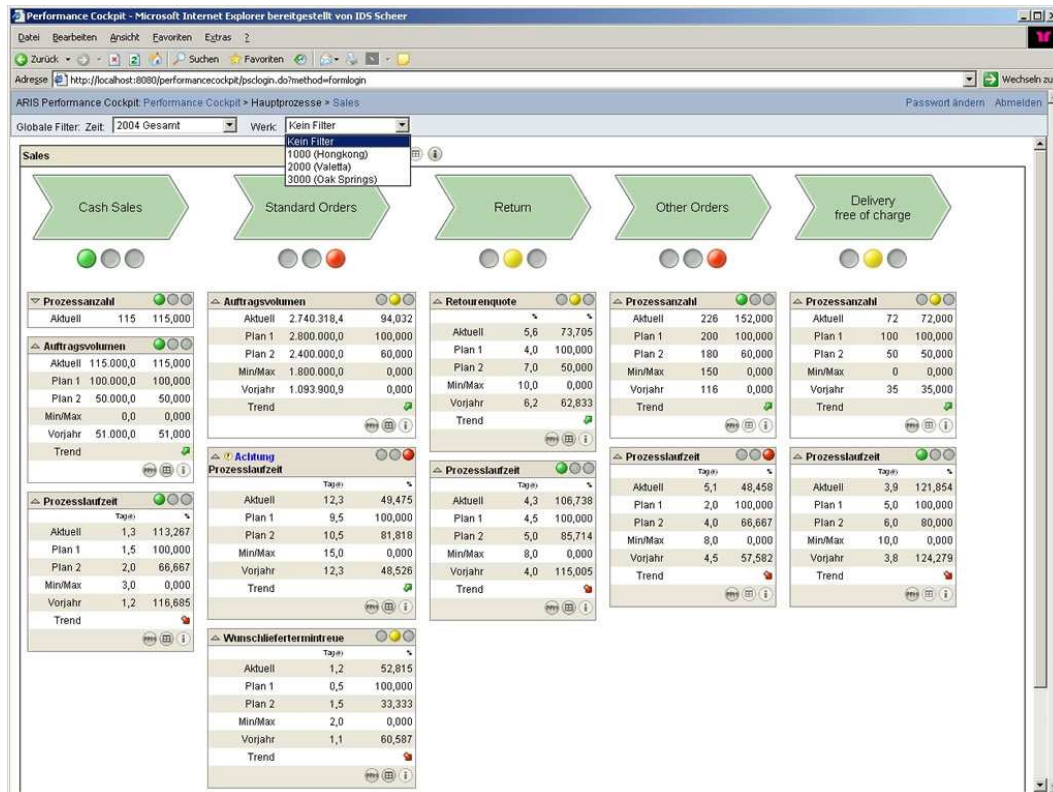 Performance Cockpit - Microsoft Internet Explorer bereitgestellt von IDS Scheer
Datei Bearbeiten Ansicht Favoriten Extras ?
Zurück Suchen Favoriten
Adresse http://localhost:8080/performancecockpit/psclogin.do?method=formlogin Wechseln zu
ARIS Performance Cockpit: Performance Cockpit > Hauptprozesse > Sales Passwort ändern Abmelden
Globale Filter: Zeit: 2004 Gesamt Werk: Kein Filter
Kein Filter
1000 (Hongkong)
2000 (Valetta)
3000 (Oak Springs)
Sales
Cash Sales
Standard Orders
Return
Other Orders
Delivery
free of charge
Prozessanzahl
Aktuell 115 115,000
Auftragsvolumen
Aktuell 115.000,0 115,000
Plan 1 100.000,0 100,000
Plan 2 50.000,0 50,000
Min/Max 0,0 0,000
Vorjahr 51.000,0 51,000
Trend
Prozesslaufzeit
Tag(e) %
Aktuell 1,3 113,267
Plan 1 1,5 100,000
Plan 2 2,0 66,667
Min/Max 3,0 0,000
Vorjahr 1,2 116,685
Trend
Auftragsvolumen
Aktuell 2.740.318,4 94,032
Plan 1 2.800.000,0 100,000
Plan 2 2.400.000,0 60,000
Min/Max 1.800.000,0 0,000
Vorjahr 1.093.900,9 0,000
Trend
Achtung
Prozesslaufzeit
Tag(e) %
Aktuell 12,3 49,475
Plan 1 9,5 100,000
Plan 2 10,5 81,818
Min/Max 15,0 0,000
Vorjahr 12,3 48,526
Trend
Wunschliefertermintreue
Tag(e) %
Aktuell 1,2 52,815
Plan 1 0,5 100,000
Plan 2 1,5 33,333
Min/Max 2,0 0,000
Vorjahr 1,1 60,587
Trend
Retourenquote
% %
Aktuell 5,6 73,705
Plan 1 4,0 100,000
Plan 2 7,0 50,000
Min/Max 10,0 0,000
Vorjahr 6,2 62,833
Trend
Prozesslaufzeit
Tag(e) %
Aktuell 4,3 106,738
Plan 1 4,5 100,000
Plan 2 5,0 85,714
Min/Max 8,0 0,000
Vorjahr 4,0 115,005
Trend
Prozessanzahl
Aktuell 226 152,000
Plan 1 200 100,000
Plan 2 180 60,000
Min/Max 150 0,000
Vorjahr 116 0,000
Trend
Prozesslaufzeit
Tag(e) %
Aktuell 5,1 48,458
Plan 1 2,0 100,000
Plan 2 4,0 66,667
Min/Max 8,0 0,000
Vorjahr 4,5 57,582
Trend
Prozessanzahl
Aktuell 72 72,000
Plan 1 100 100,000
Plan 2 50 50,000
Min/Max 0 0,000
Vorjahr 35 35,000
Trend
Prozesslaufzeit
Tag(e) %
Aktuell 3,9 121,854
Plan 1 5,0 100,000
Plan 2 6,0 80,000
Min/Max 10,0 0,000
Vorjahr 3,8 124,279
Trend